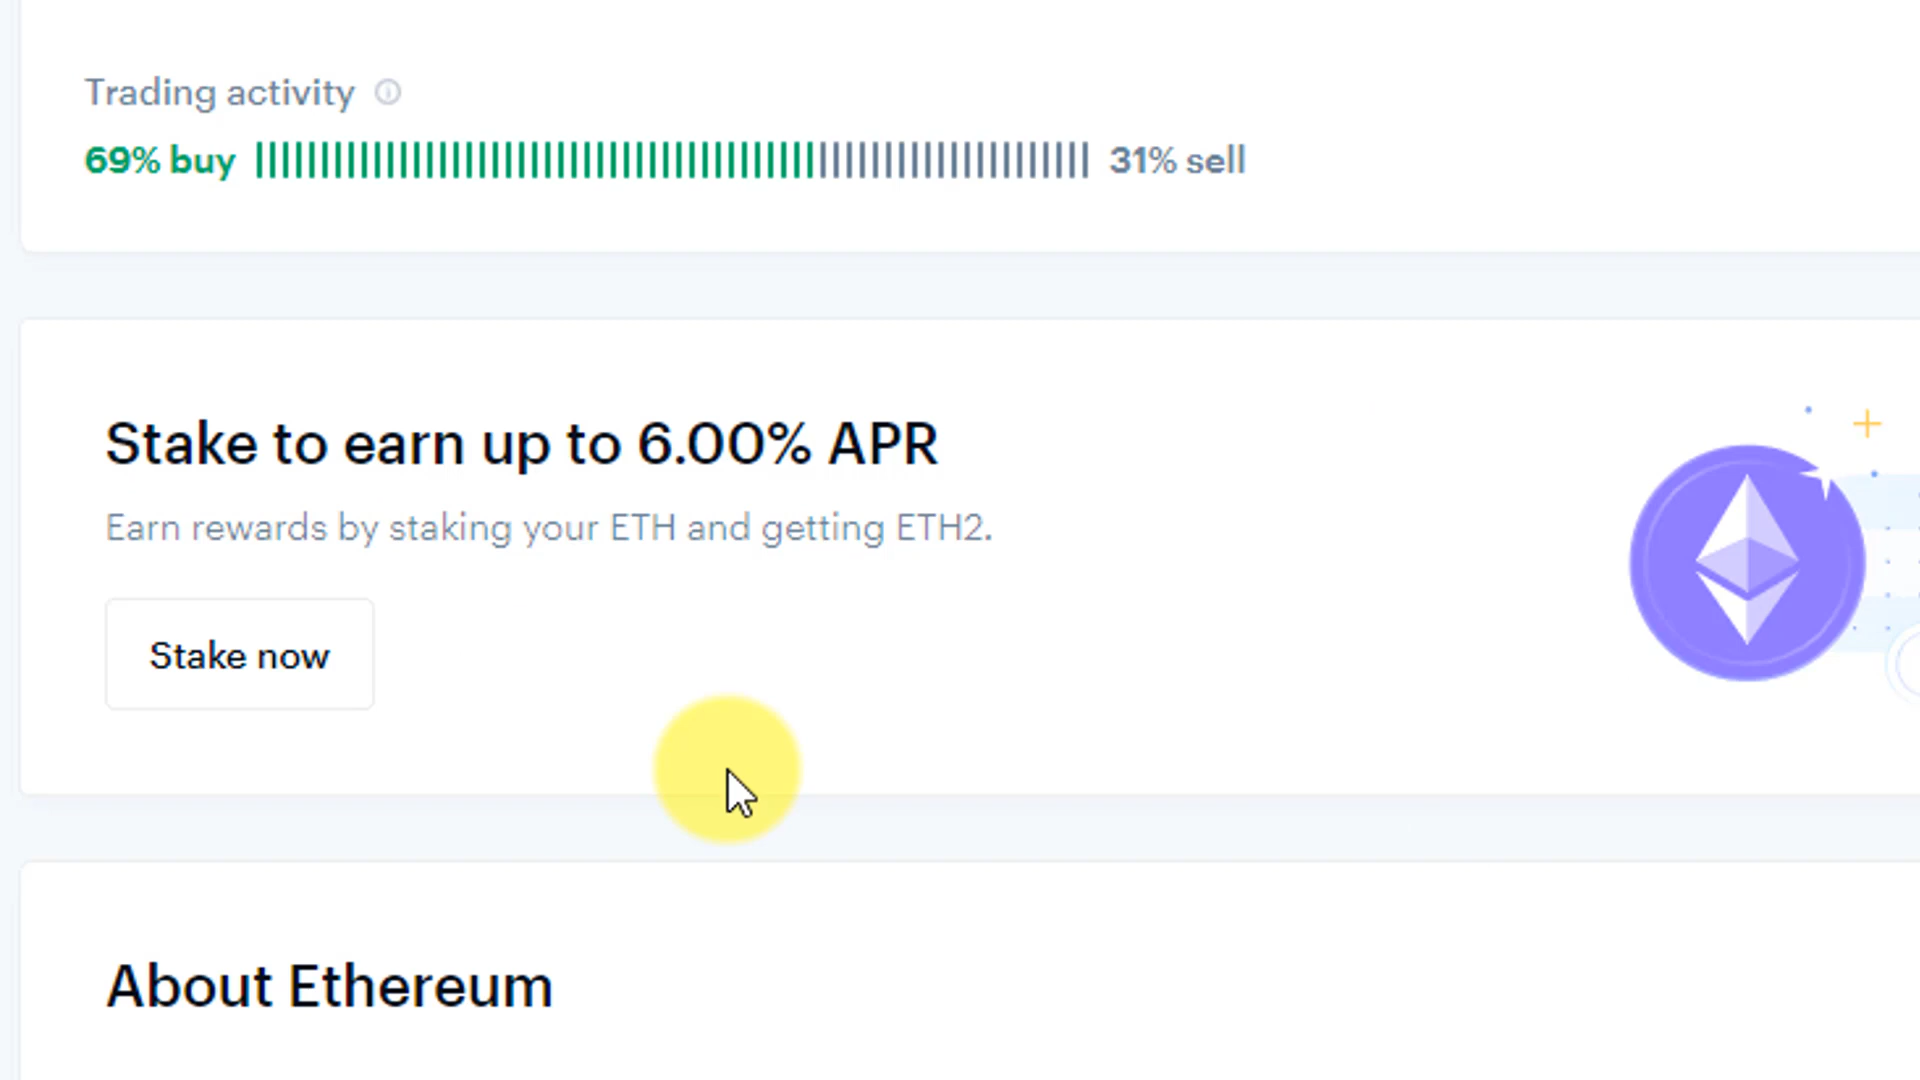 Trading activity
69% buy 31% sell
Stake to earn up to 6.00% APR
Earn rewards by staking your ETH and getting ETH2.
Stake now
About Ethereum